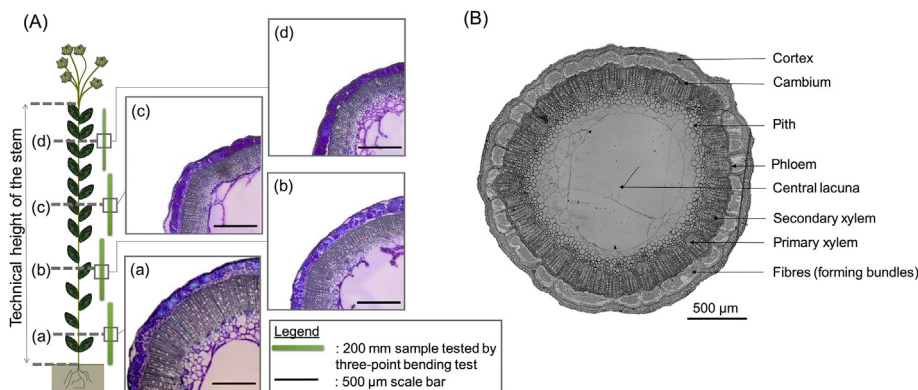 (A)
Technical height of the stem
(d)
(c)
(b)
(a)
(d)
(c)
(b)
(a)
Legend
: 200 mm sample tested by
three-point bending test
: 500 µm scale bar
(B)
Cortex
Cambium
Pith
Phloem
Central lacuna
Secondary xylem
Primary xylem
Fibres (forming bundles)
500 µm